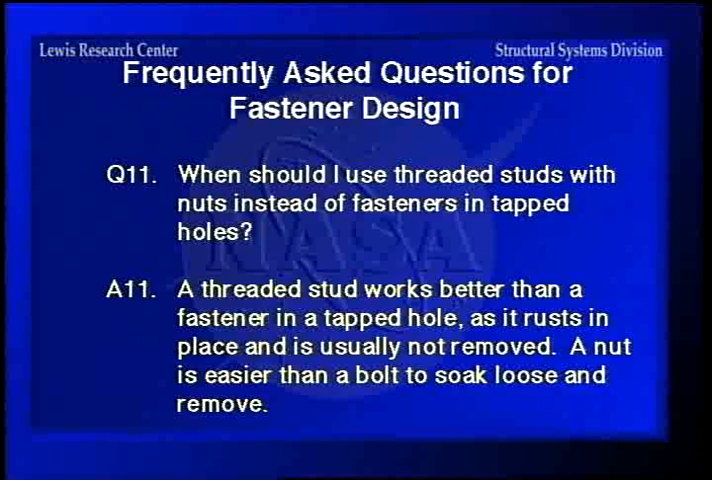 Lewis Research Center
Structural Systems Division
Frequently Asked Questions for
Fastener Design
Q11. When should I use threaded studs with
nuts instead of fasteners in tapped
holes?
A11. A threaded stud works better than a
fastener in a tapped hole, as it rusts in
place and is usually not removed. A nut
is easier than a bolt to soak loose and
remove.
NASA